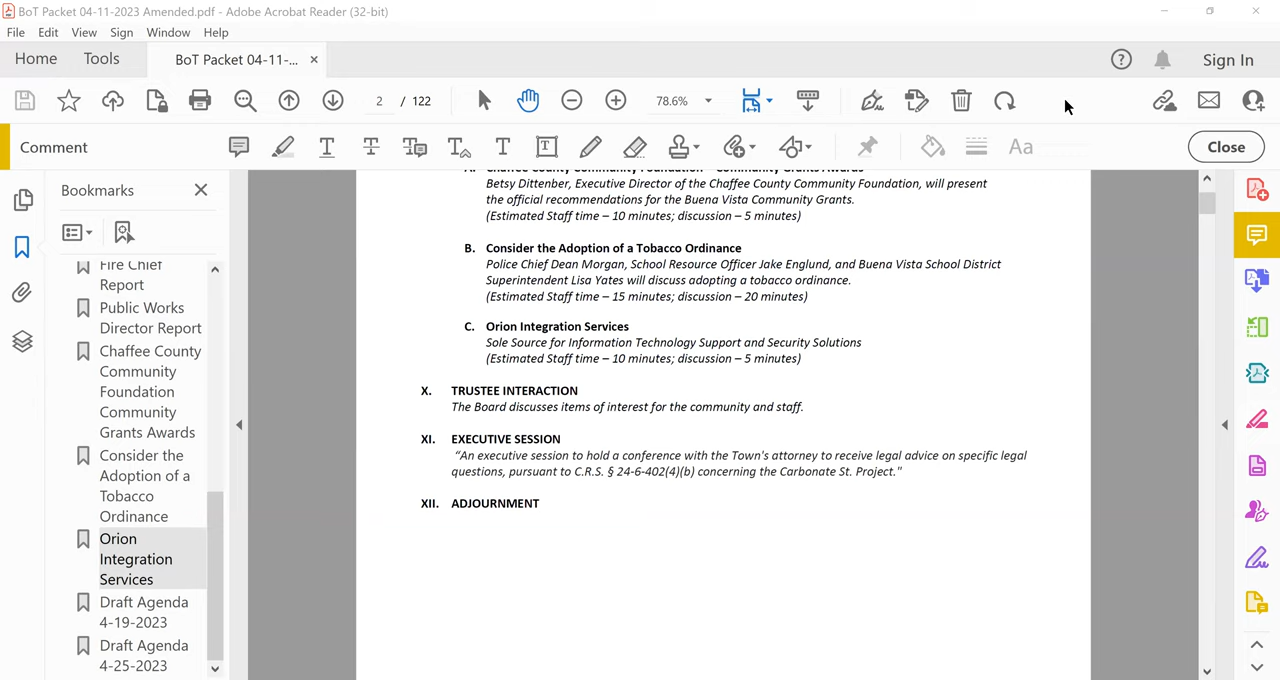 BoT Packet 04-11-2023 Amended.pdf - Adobe Acrobat Reader (32-bit)
File Edit View Sign Window Help
Home Tools BoT Packet 04-11-... × Sign In
2 / 122 78.6%
Comment Close
Bookmarks
Fire Chief
Report
Public Works
Director Report
Chaffee County
Community
Foundation
Community
Grants Awards
Consider the
Adoption of a
Tobacco
Ordinance
Orion
Integration
Services
Draft Agenda
4-19-2023
Draft Agenda
4-25-2023
A. Chaffee County Community Foundation – Community Grants Awards
Betsy Dittenber, Executive Director of the Chaffee County Community Foundation, will present
the official recommendations for the Buena Vista Community Grants.
(Estimated Staff time – 10 minutes; discussion – 5 minutes)
B. Consider the Adoption of a Tobacco Ordinance
Police Chief Dean Morgan, School Resource Officer Jake Englund, and Buena Vista School District
Superintendent Lisa Yates will discuss adopting a tobacco ordinance.
(Estimated Staff time – 15 minutes; discussion – 20 minutes)
C. Orion Integration Services
Sole Source for Information Technology Support and Security Solutions
(Estimated Staff time – 10 minutes; discussion – 5 minutes)
X. TRUSTEE INTERACTION
The Board discusses items of interest for the community and staff.
XI. EXECUTIVE SESSION
“An executive session to hold a conference with the Town's attorney to receive legal advice on specific legal
questions, pursuant to C.R.S. § 24-6-402(4)(b) concerning the Carbonate St. Project."
XII. ADJOURNMENT